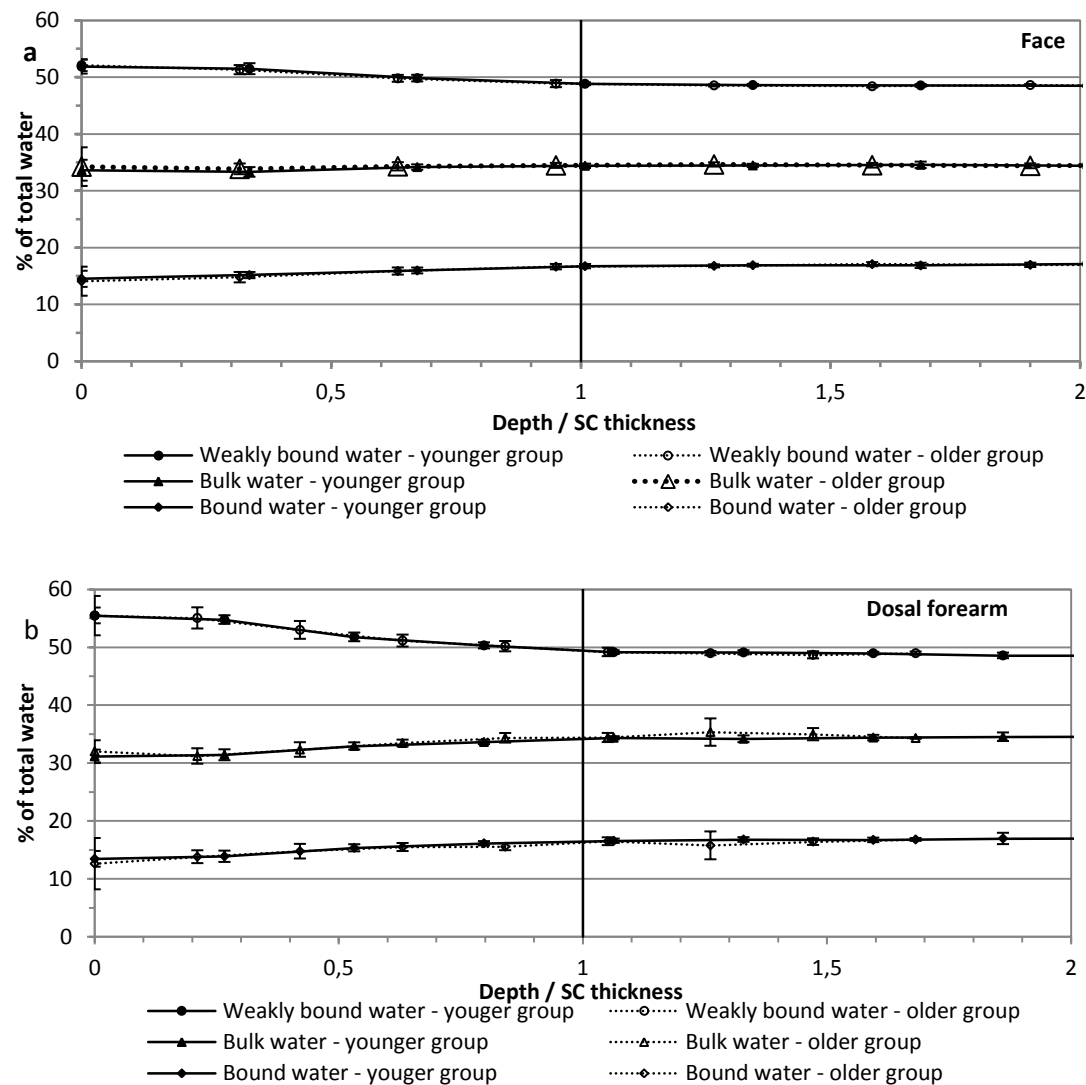 60
a
Face
50
40
30
20
10
0
% of total water
0
0,5
1
1,5
2
Depth / SC thickness
Weakly bound water - younger group
Weakly bound water - older group
Bulk water - younger group
Bulk water - older group
Bound water - younger group
Bound water - older group
60
b
Dosal forearm
50
40
30
20
10
0
% of total water
0
0,5
1
1,5
2
Depth / SC thickness
Weakly bound water - youger group
Weakly bound water - older group
Bulk water - younger group
Bulk water - older group
Bound water - youger group
Bound water - older group